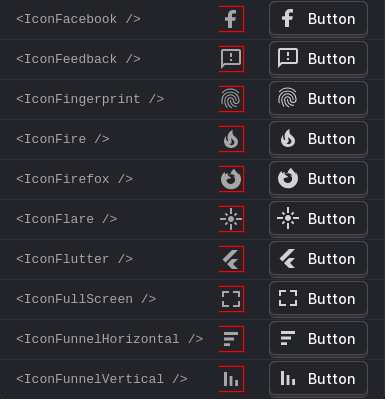 <IconFacebook /> Button
<IconFeedback /> Button
<IconFingerprint /> Button
<IconFire /> Button
<IconFirefox /> Button
<IconFlare /> Button
<IconFlutter /> Button
<IconFullScreen /> Button
<IconFunnelHorizontal /> Button
<IconFunnelVertical /> Button